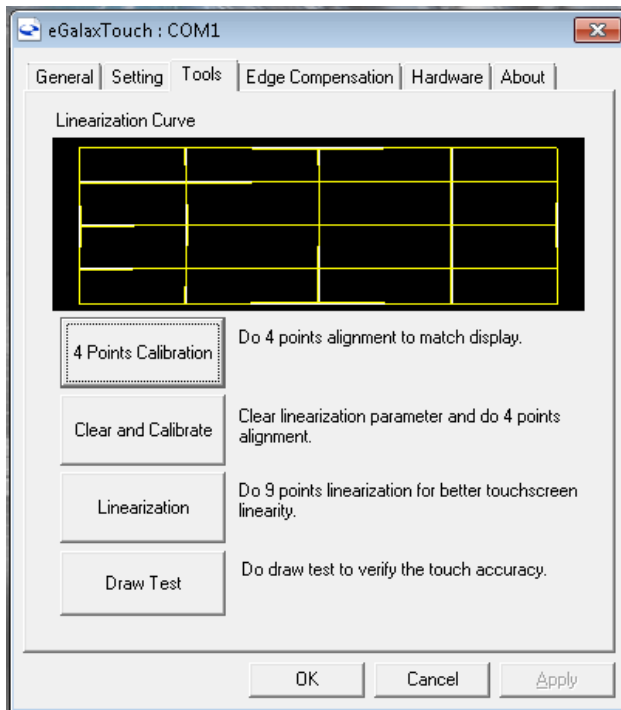 eGalaxTouch : COM1
General Setting Tools Edge Compensation Hardware About
Linearization Curve
4 Points Calibration
Do 4 points alignment to match display.
Clear and Calibrate
Clear linearization parameter and do 4 points
alignment.
Linearization
Do 9 points linearization for better touchscreen
linearity.
Draw Test
Do draw test to verify the touch accuracy.
OK Cancel Apply